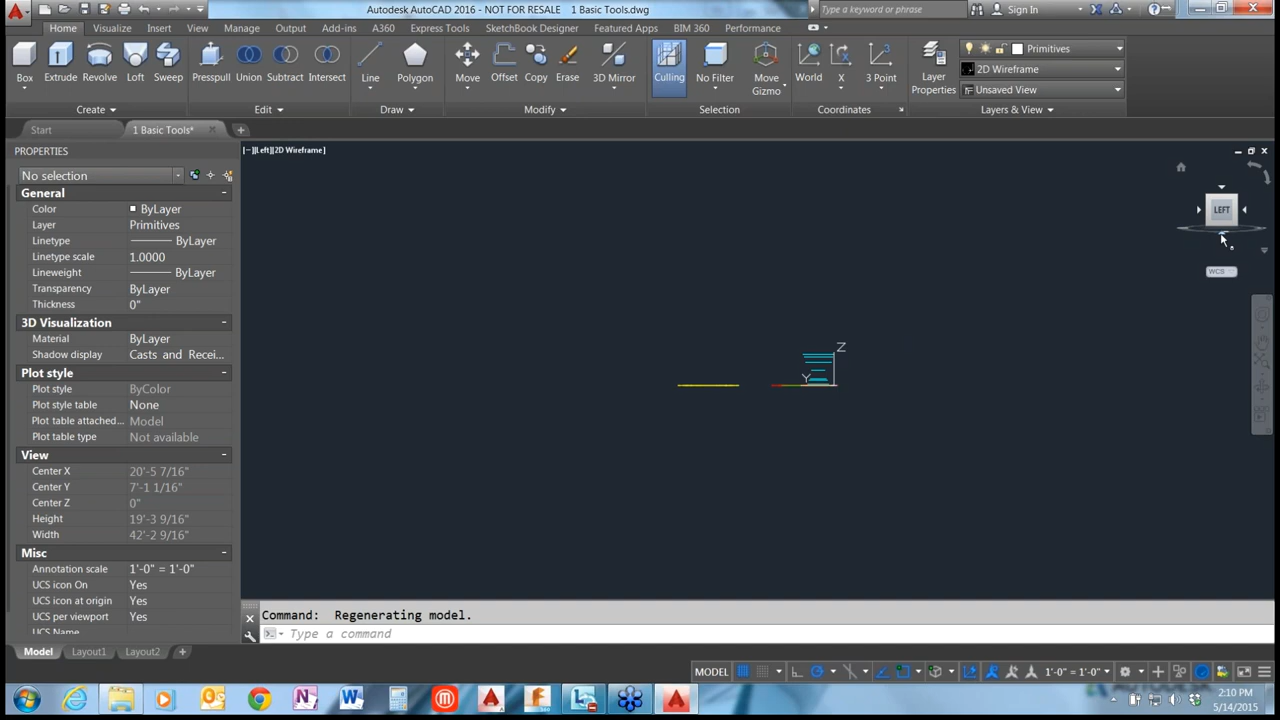 Autodesk AutoCAD 2016 - NOT FOR RESALE    1 Basic Tools.dwg
Type a keyword or phrase
Sign In
Home Visualize Insert View Manage Output Add-ins A360 Express Tools SketchBook Designer Featured Apps BIM 360 Performance
Box Extrude Revolve Loft Sweep Presspull Union Subtract Intersect Line Polygon Move Offset Copy Erase 3D Mirror Culling No Filter Move Gizmo World X 3 Point Layer Properties
Primitives
2D Wireframe
Unsaved View
Create Edit Draw Modify Selection Coordinates Layers & View
Start 1 Basic Tools*
PROPERTIES
[−][Left][2D Wireframe]
No selection
General
Color ByLayer
Layer Primitives
Linetype ByLayer
Linetype scale 1.0000
Lineweight ByLayer
Transparency ByLayer
Thickness 0"
3D Visualization
Material ByLayer
Shadow display Casts and Recei...
Plot style
Plot style ByColor
Plot style table None
Plot table attached... Model
Plot table type Not available
View
Center X 20'-5 7/16"
Center Y 7'-1 1/16"
Center Z 0"
Height 19'-3 9/16"
Width 42'-2 9/16"
Misc
Annotation scale 1'-0" = 1'-0"
UCS icon On Yes
UCS icon at origin Yes
UCS per viewport Yes
UCS Name
LEFT
WCS
Z
Y
Command: Regenerating model.
Type a command
Model Layout1 Layout2
MODEL 1'-0" = 1'-0"
2:10 PM
5/14/2015